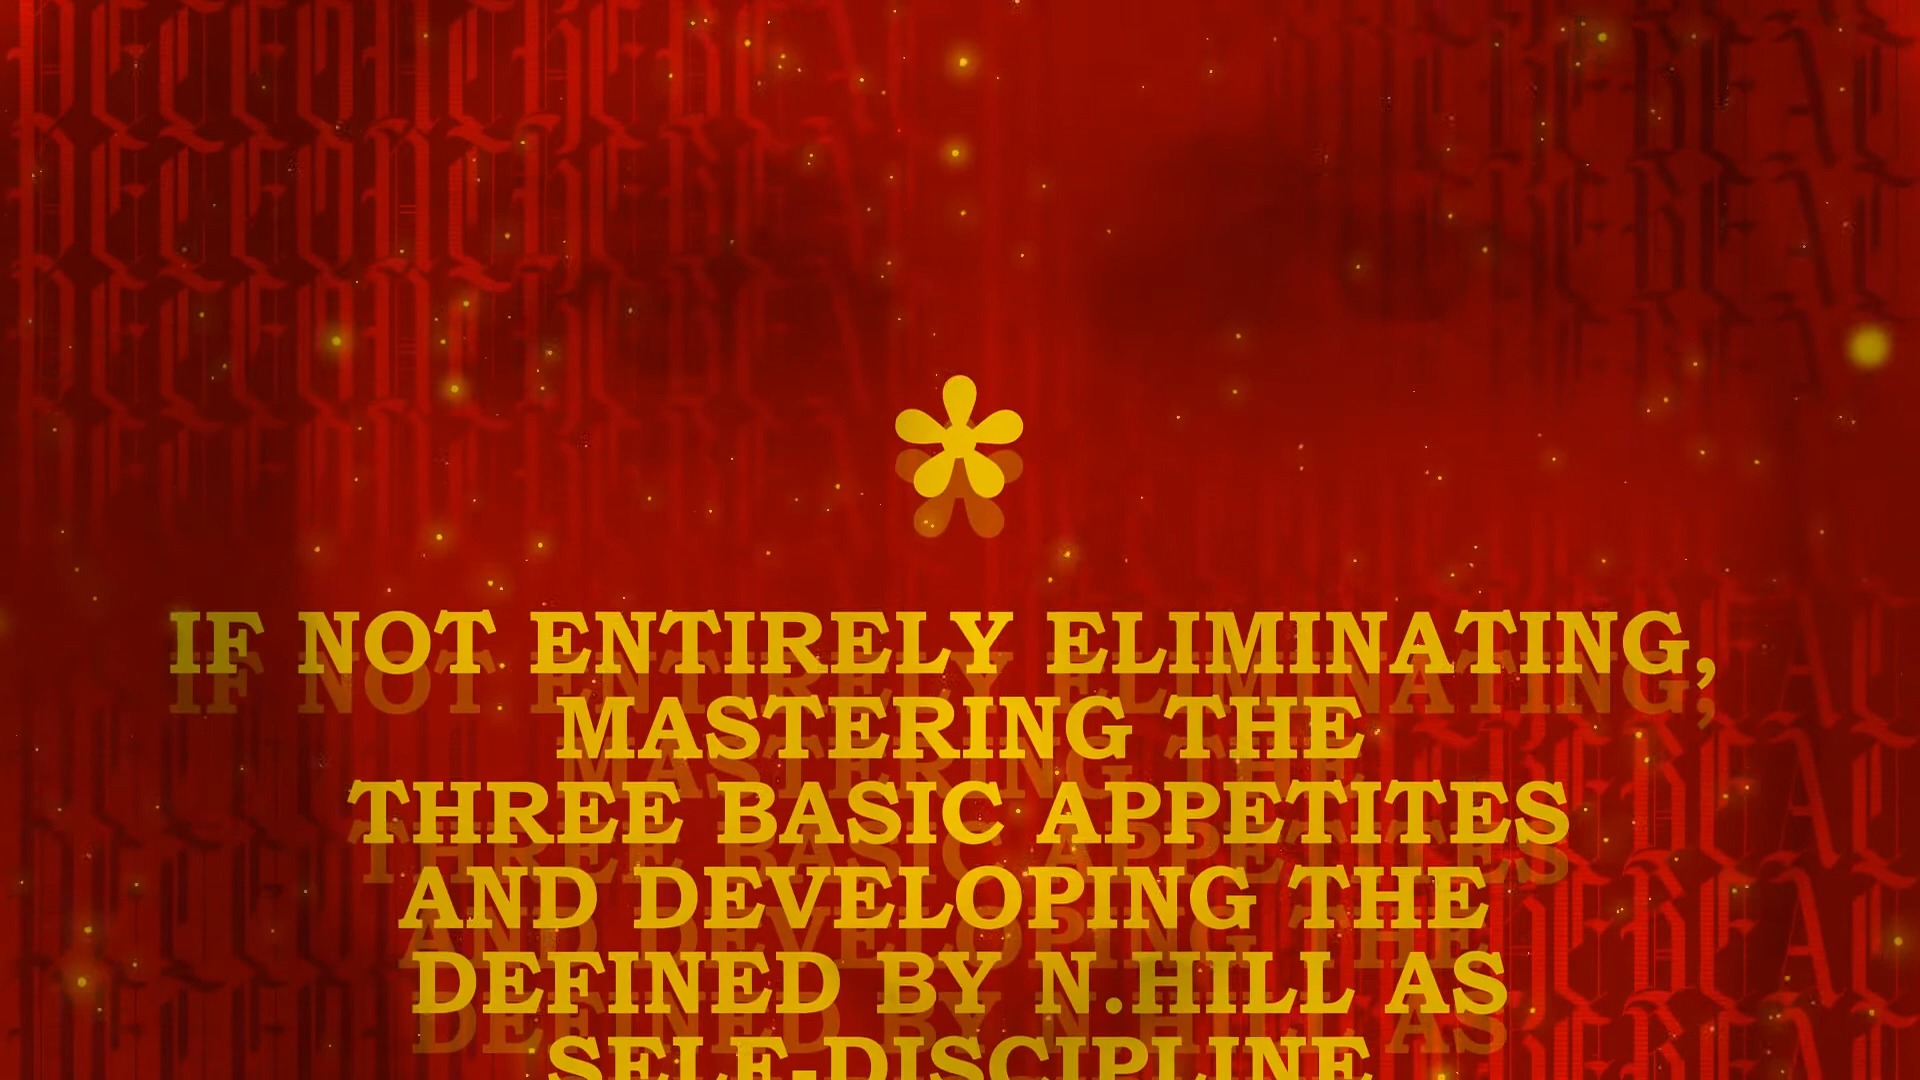 *
IF NOT ENTIRELY ELIMINATING,
MASTERING THE
THREE BASIC APPETITES
AND DEVELOPING THE
DEFINED BY N.HILL AS
SELF-DISCIPLINE